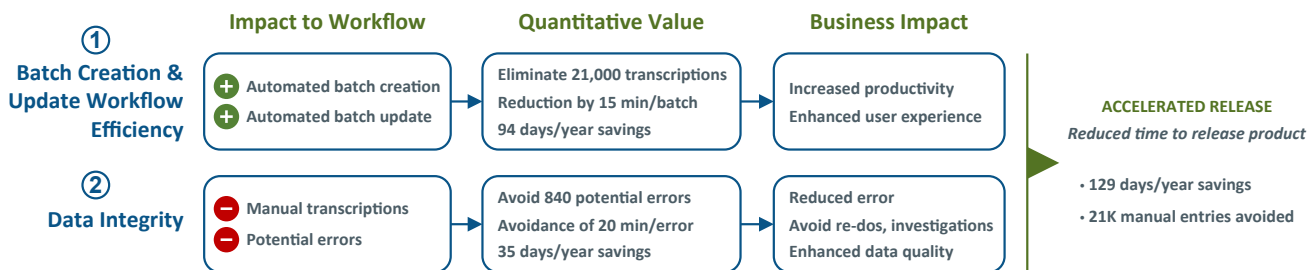 Impact to Workflow
Quantitative Value
Business Impact
1
Batch Creation &
Update Workflow
Efficiency
Automated batch creation
Automated batch update
Eliminate 21,000 transcriptions
Reduction by 15 min/batch
94 days/year savings
Increased productivity
Enhanced user experience
2
Data Integrity
Manual transcriptions
Potential errors
Avoid 840 potential errors
Avoidance of 20 min/error
35 days/year savings
Reduced error
Avoid re-dos, investigations
Enhanced data quality
ACCELERATED RELEASE
Reduced time to release product
• 129 days/year savings
• 21K manual entries avoided